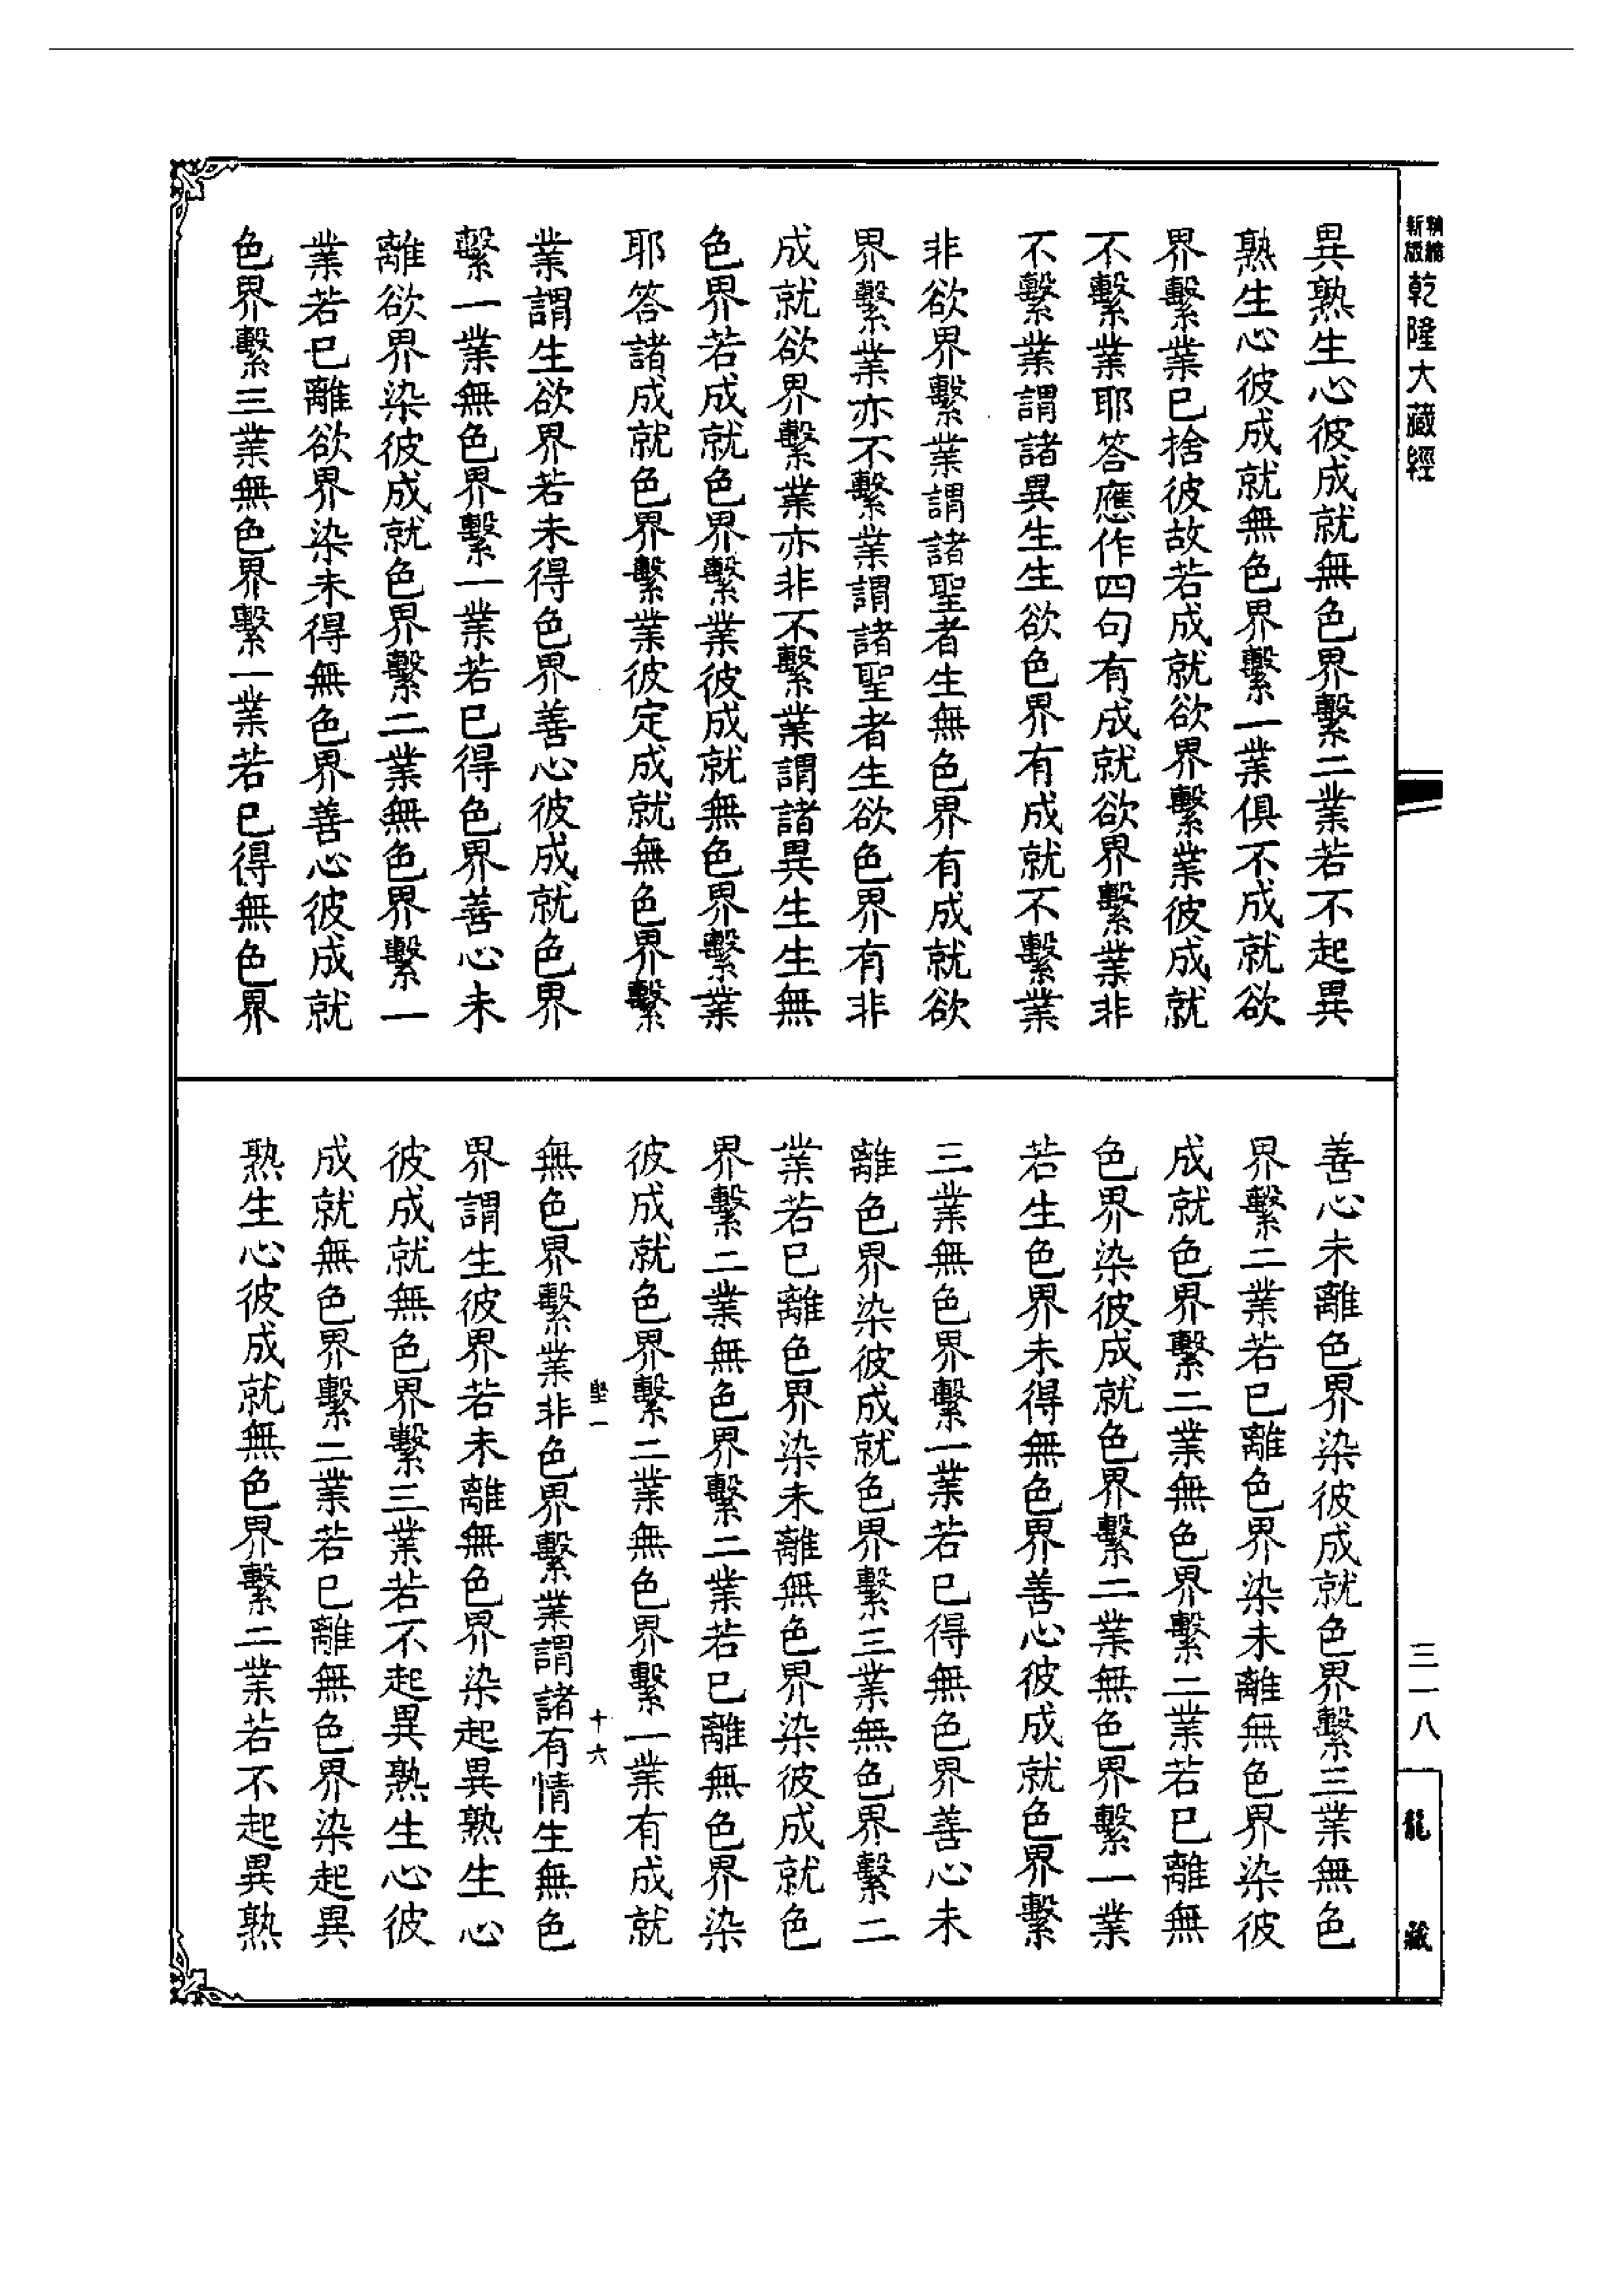 精縮新版乾隆大藏經
異熟生心彼成就無色界繫二業若不起異
熟生心彼成就無色界繫一業俱不成就欲
界繫業已捨彼故若成就欲界繫業彼成就
不繫業耶答應作四句有成就欲界繫業非
不繫業謂諸異生生欲色界有成就不繫業
非欲界繫業謂諸聖者生無色界有成就欲
界繫業亦不繫業謂諸聖者生欲色界有非
成就欲界繫業亦非不繫業謂諸異生生無
色界若成就色界繫業彼成就無色界繫業
耶答諸成就色界繫業彼定成就無色界繫
業謂生欲界若未得色界善心彼成就色界
繫一業無色界繫一業若已得色界善心未
離欲界染彼成就色界繫二業無色界繫一
業若已離欲界染未得無色界善心彼成就
色界繫三業無色界繫一業若已得無色界
善心未離色界染彼成就色界繫三業無色
界繫二業若已離色界染未離無色界染彼
成就色界繫二業無色界繫二業若已離無
色界染彼成就色界繫二業無色界繫一業
若生色界未得無色界善心彼成就色界繫
三業無色界繫一業若已得無色界善心未
離色界染彼成就色界繫三業無色界繫二
業若已離色界染未離無色界染彼成就色
界繫二業無色界繫二業若已離無色界染
彼成就色界繫二業無色界繫一業有成就
無色界繫業非色界繫業謂諸有情生無色
界謂生彼界若未離無色界染起異熟生心
彼成就無色界繫三業若不起異熟生心彼
成就無色界繫二業若已離無色界染起異
熟生心彼成就無色界繫二業若不起異熟
十六
三一八
龍藏